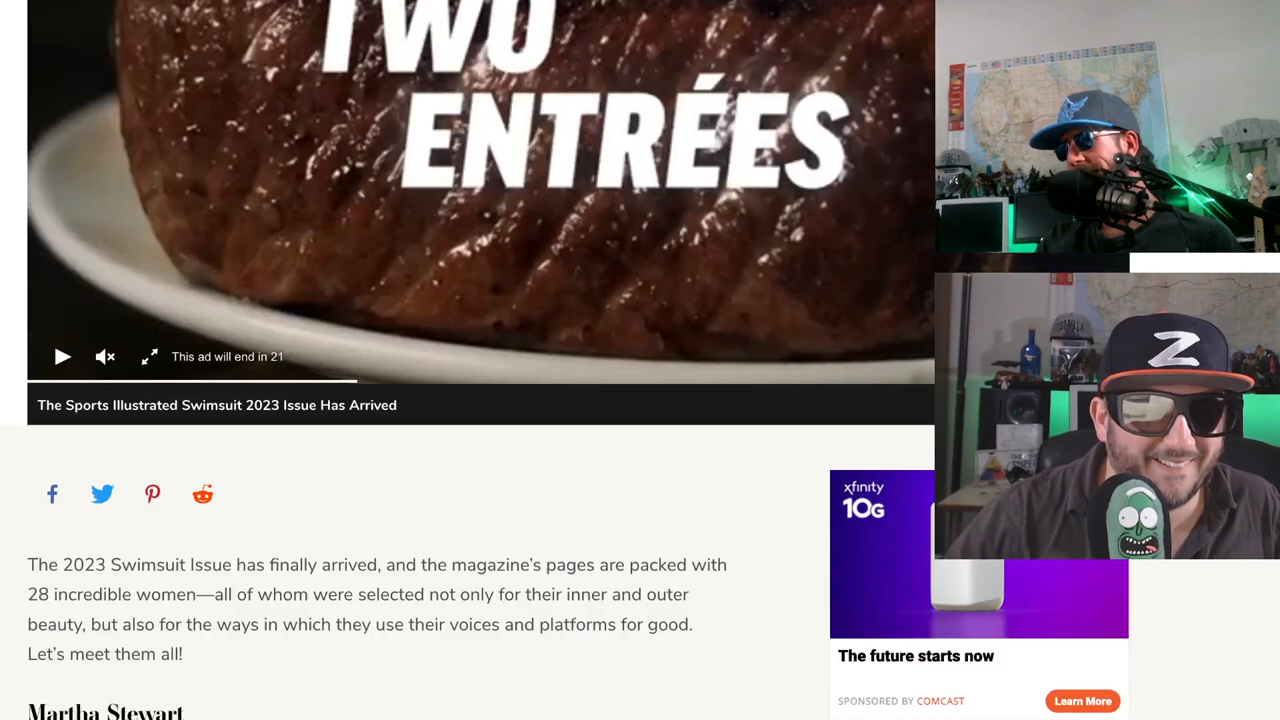 TWO
ENTRÉES
This ad will end in 21
The Sports Illustrated Swimsuit 2023 Issue Has Arrived
xfinity
10G
Z
The 2023 Swimsuit Issue has finally arrived, and the magazine's pages are packed with
28 incredible women—all of whom were selected not only for their inner and outer
beauty, but also for the ways in which they use their voices and platforms for good.
Let's meet them all!
The future starts now
SPONSORED BY COMCAST
Learn More
Martha Stewart